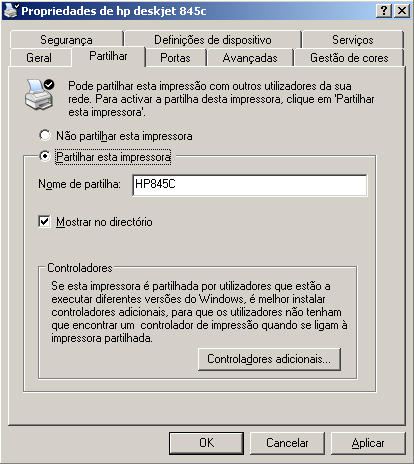 Propriedades de hp deskjet 845c
Segurança
Definições de dispositivo
Serviços
Geral
Partilhar
Portas
Avançadas
Gestão de cores
Pode partilhar esta impressão com outros utilizadores da sua
rede. Para activar a partilha desta impressora, clique em 'Partilhar
esta impressora'.
Não partilhar esta impressora
Partilhar esta impressora
Nome de partilha:
HP845C
Mostrar no directório
Controladores
Se esta impressora é partilhada por utilizadores que estão a
executar diferentes versões do Windows, é melhor instalar
controladores adicionais, para que os utilizadores não tenham
que encontrar um controlador de impressão quando se ligam à
impressora partilhada.
Controladores adicionais...
OK
Cancelar
Aplicar